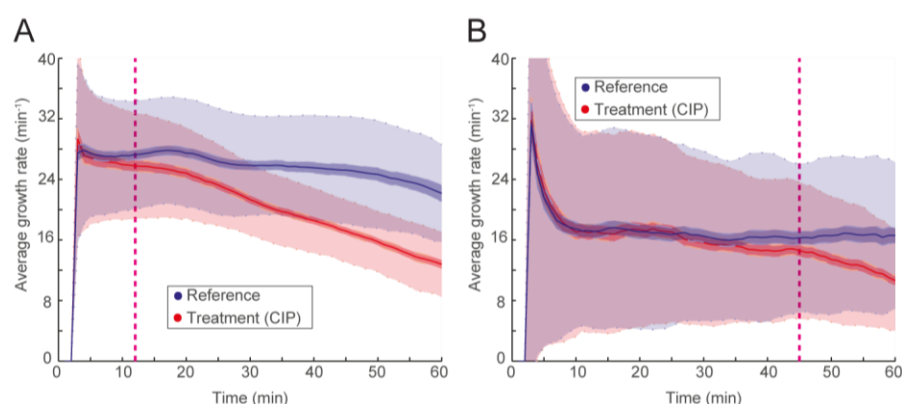 A
40
32
24
16
8
0
Average growth rate (min⁻¹)
Reference
Treatment (CIP)
0 10 20 30 40 50 60
Time (min)
B
40
32
24
16
8
0
Average growth rate (min⁻¹)
Reference
Treatment (CIP)
0 10 20 30 40 50 60
Time (min)